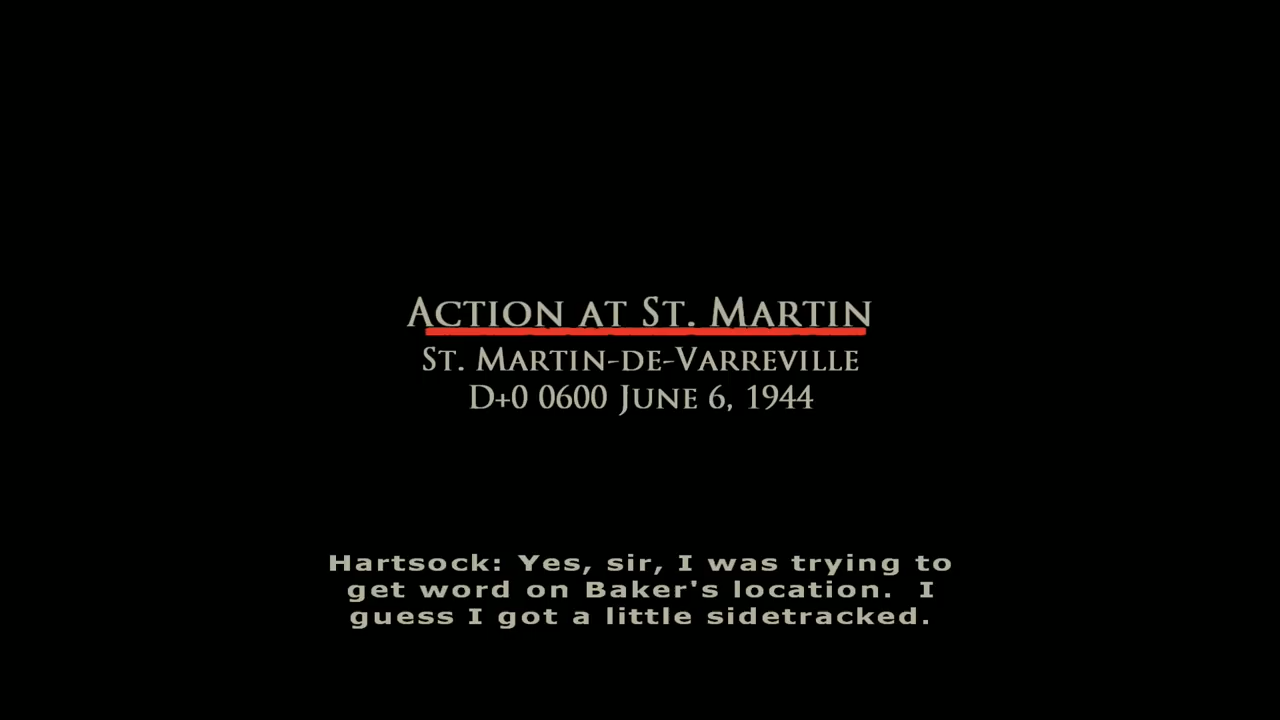 Action at St. Martin
St. Martin-de-Varreville
D+0 0600 June 6, 1944
Hartsock: Yes, sir, I was trying to
get word on Baker's location.  I
guess I got a little sidetracked.